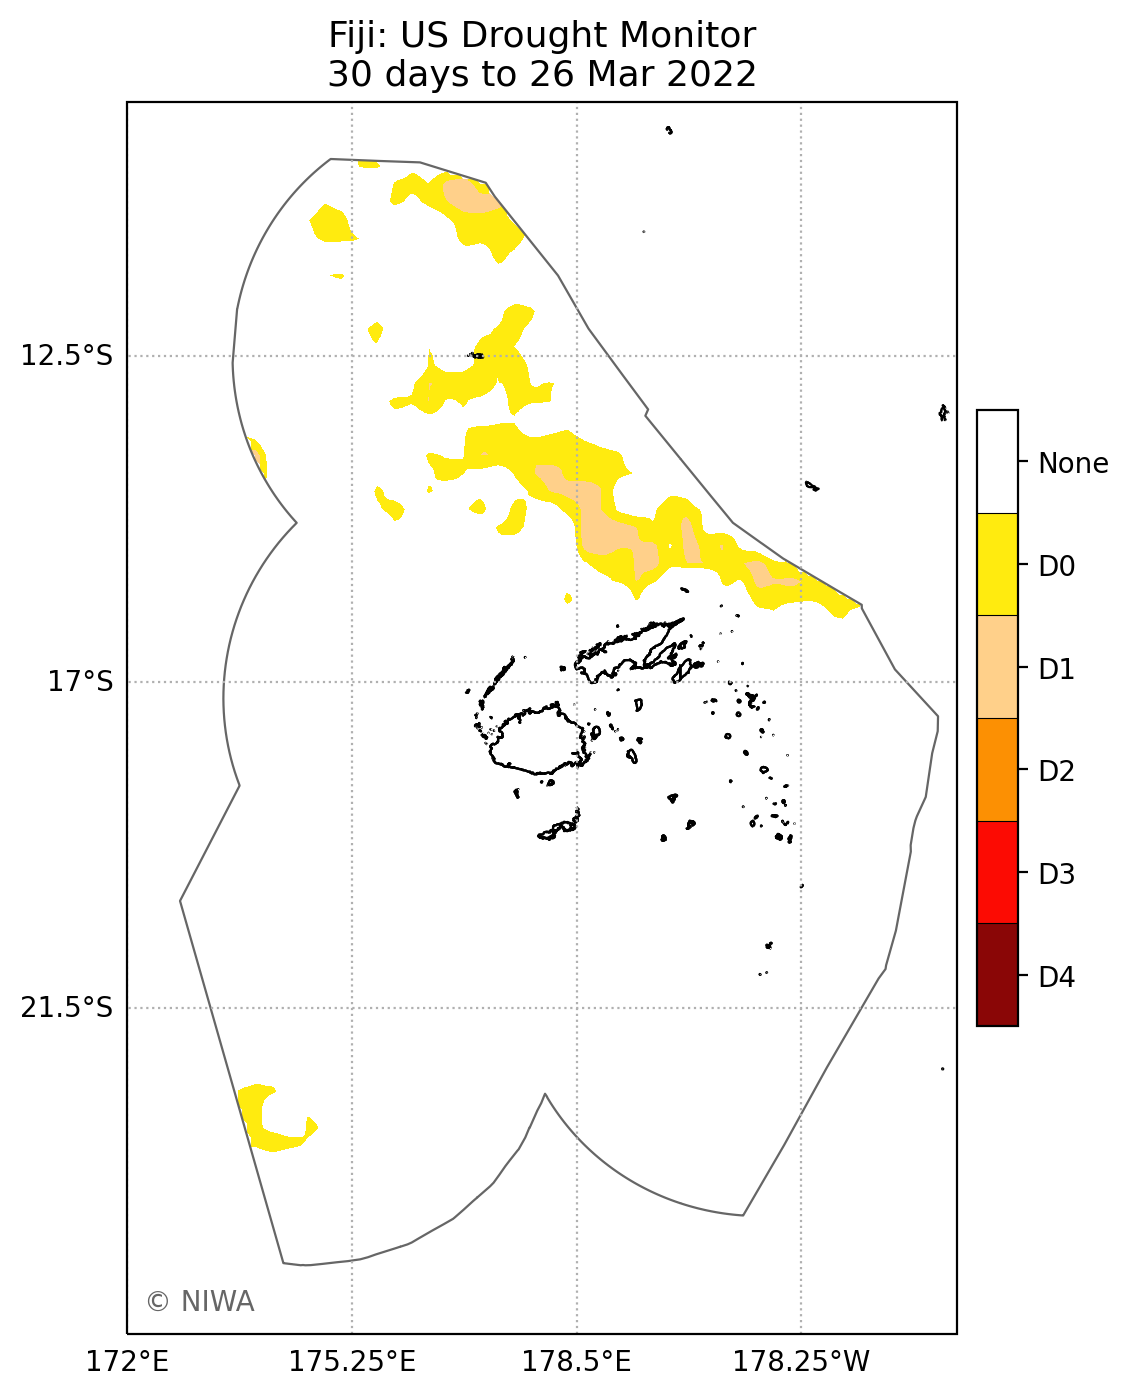 Fiji: US Drought Monitor
30 days to 26 Mar 2022
12.5°S
17°S
21.5°S
172°E
175.25°E
178.5°E
178.25°W
None
D0
D1
D2
D3
D4
© NIWA